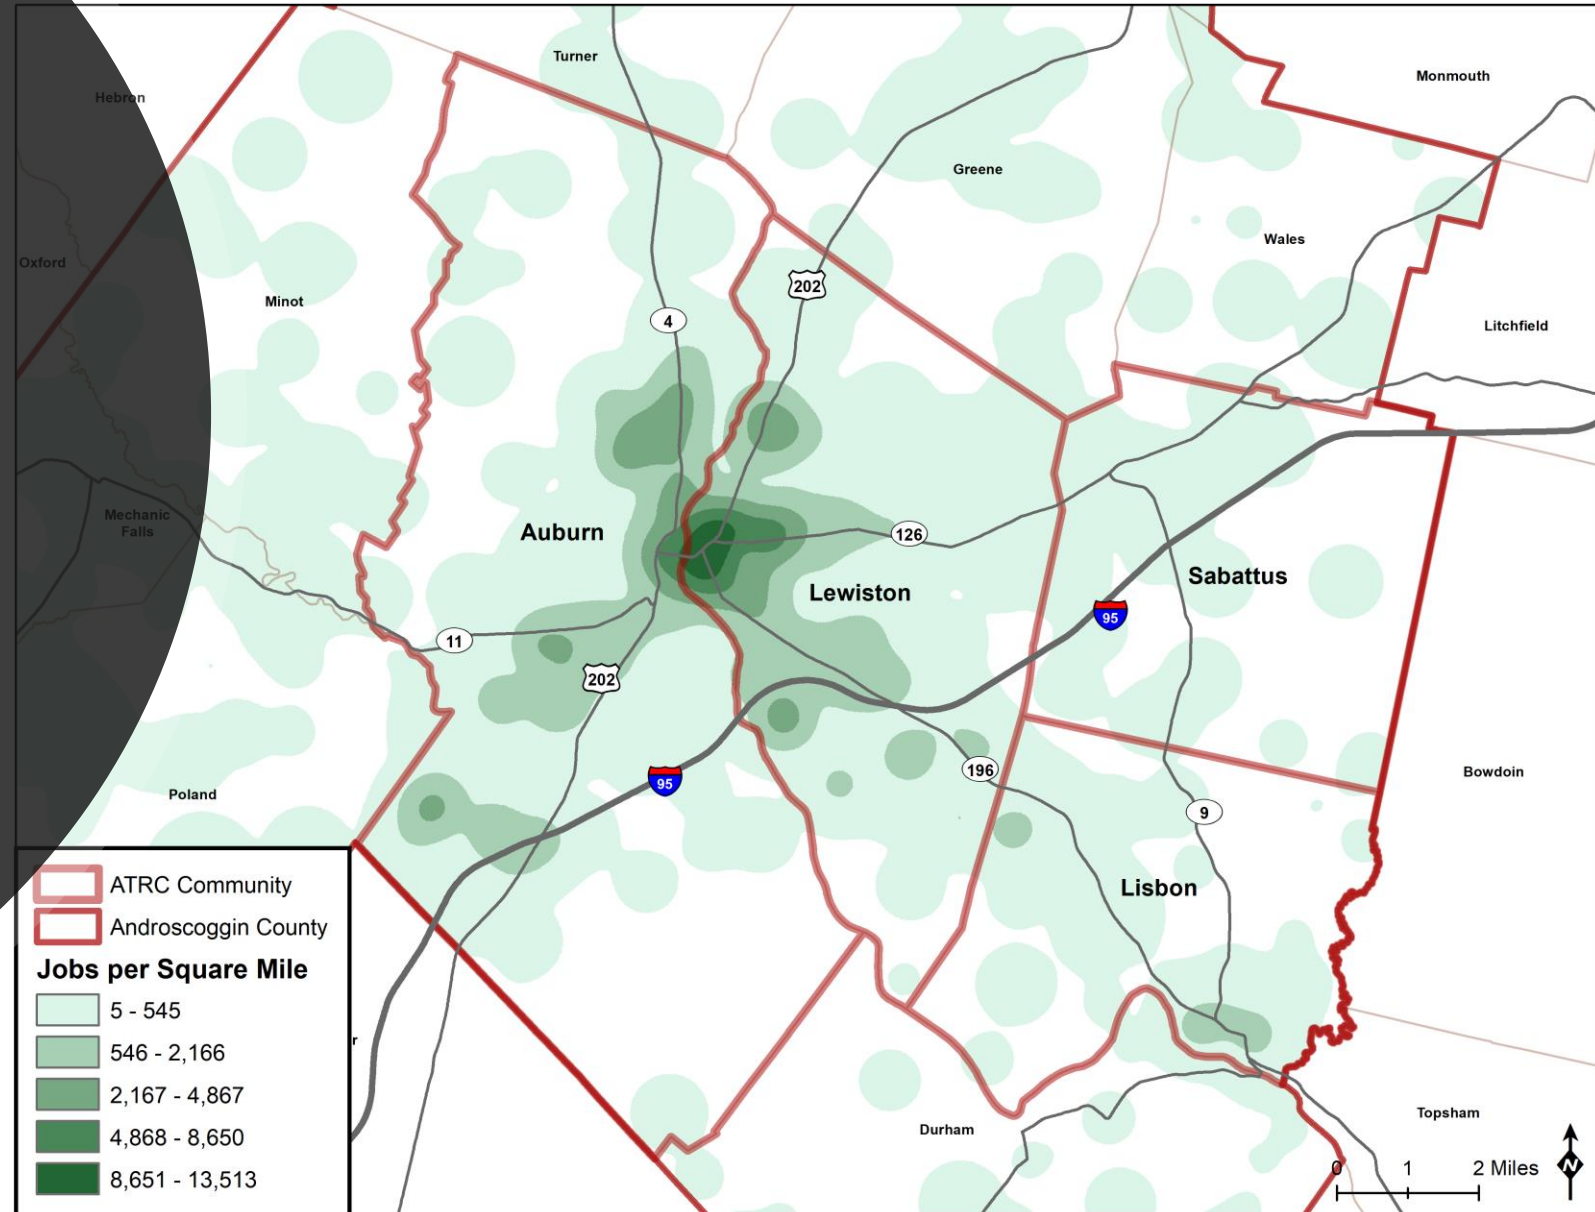 Turner
Monmouth
Hebron
Greene
Wales
Oxford
202
Minot
4
Litchfield
Mechanic
Falls
Auburn
126
Sabattus
Lewiston
95
11
202
196
Bowdoin
95
Poland
9
Lisbon
ATRC Community
Androscoggin County
Jobs per Square Mile
5 - 545
r
546 - 2,166
2,167 - 4,867
Topsham
Durham
4,868 - 8,650
0 1 2 Miles
N
8,651 - 13,513